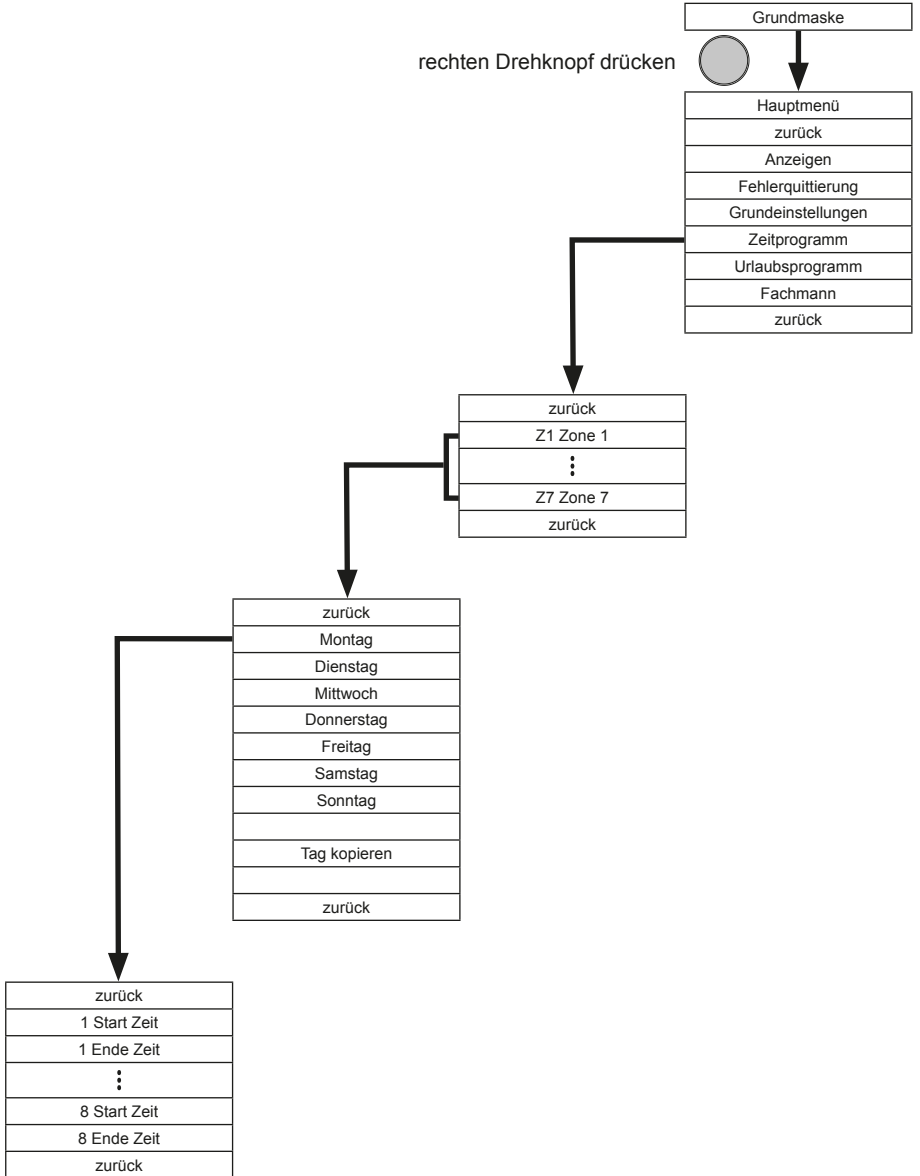 Grundmaske
rechten Drehknopf drücken
Hauptmenü
zurück
Anzeigen
Fehlerquittierung
Grundeinstellungen
Zeitprogramm
Urlaubsprogramm
Fachmann
zurück
zurück
Z1 Zone 1
Z7 Zone 7
zurück
zurück
Montag
Dienstag
Mittwoch
Donnerstag
Freitag
Samstag
Sonntag
Tag kopieren
zurück
zurück
1 Start Zeit
1 Ende Zeit
8 Start Zeit
8 Ende Zeit
zurück